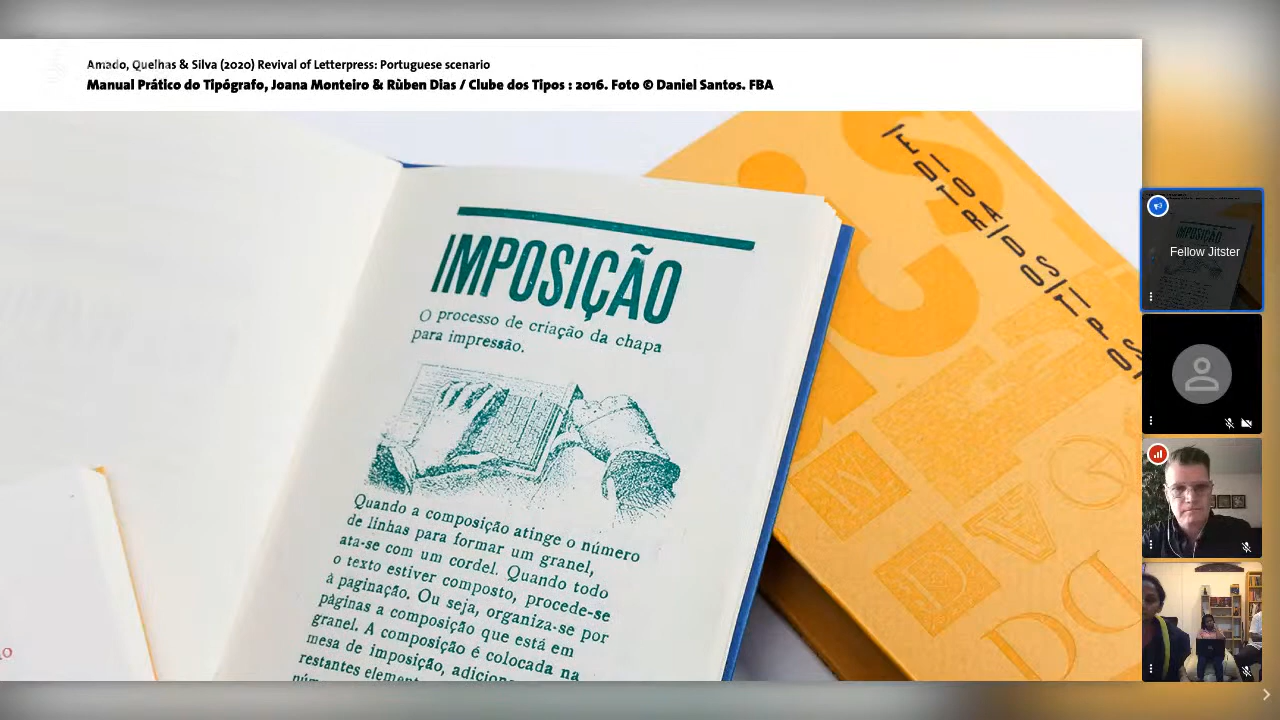 Amado, Quelhas & Silva (2020) Revival of Letterpress: Portuguese scenario
Manual Prático do Tipógrafo, Joana Monteiro & Rùben Dias / Clube dos Tipos : 2016. Foto © Daniel Santos. FBA
IMPOSIÇÃO
O processo de criação da chapa
para impressão.
Quando a composição atinge o número
de linhas para formar um granel,
ata-se com um cordel. Quando todo
o texto estiver composto, procede-se
à paginação. Ou seja, organiza-se por
páginas a composição que está em
granel. A composição é colocada na
mesa de imposição,
restantes
Fellow Jitster